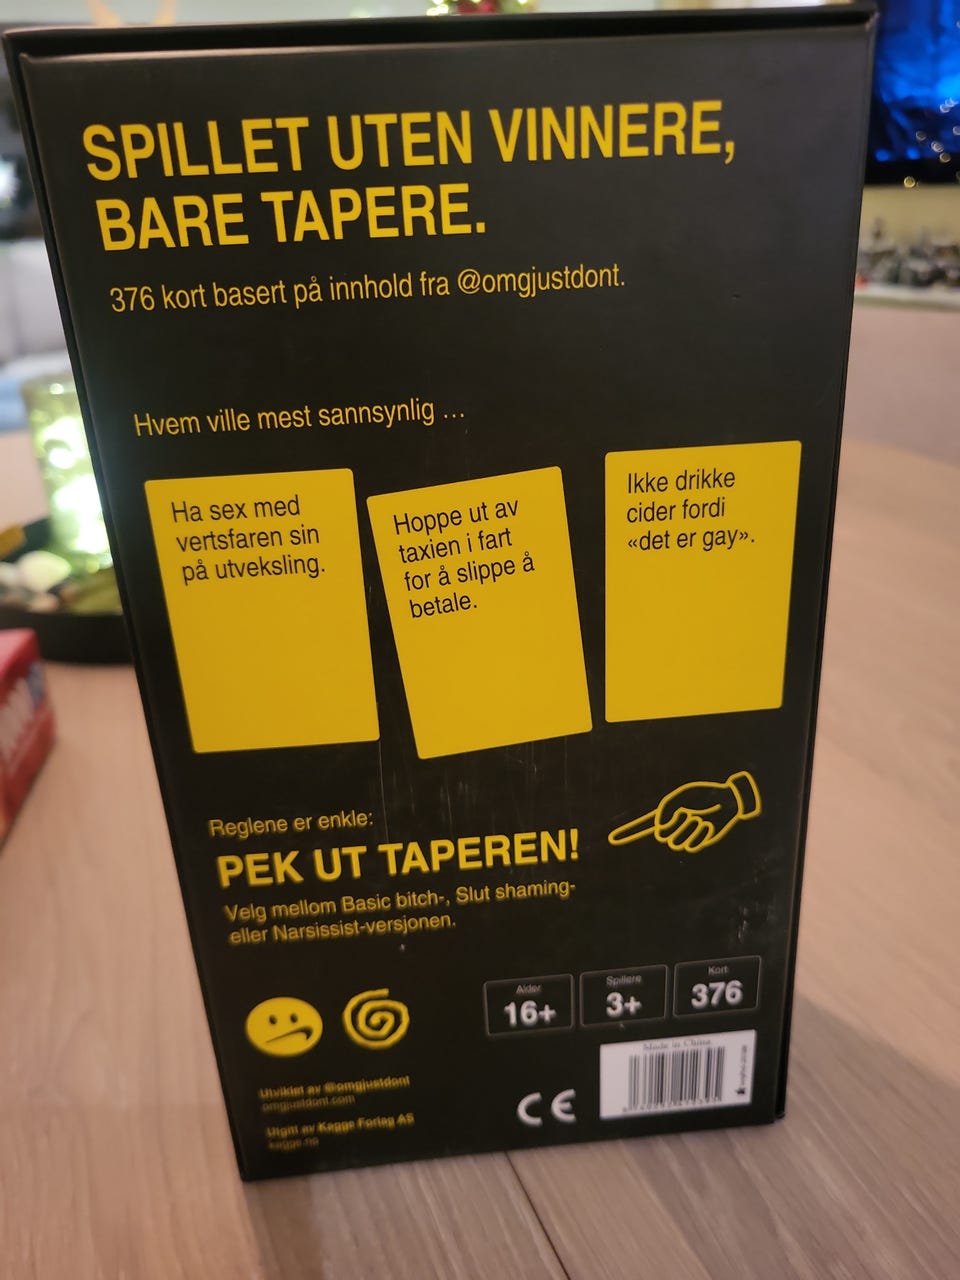 SPILLET UTEN VINNERE,
BARE TAPERE.
376 kort basert på innhold fra @omgjustdont.
Hvem ville mest sannsynlig ...
Ha sex med
vertsfaren sin
på utveksling.
Hoppe ut av
taxien i fart
for å slippe å
betale.
Ikke drikke
cider fordi
«det er gay».
Reglene er enkle:
PEK UT TAPEREN!
Velg mellom Basic bitch-, Slut shaming-
eller Narsissist-versjonen.
Alder
16+
Spillere
3+
Kort
376
Made in China
Utviklet av @omgjustdont
omgjustdont.com
Utgitt av Kagge Forlag AS
kagge.no
CE